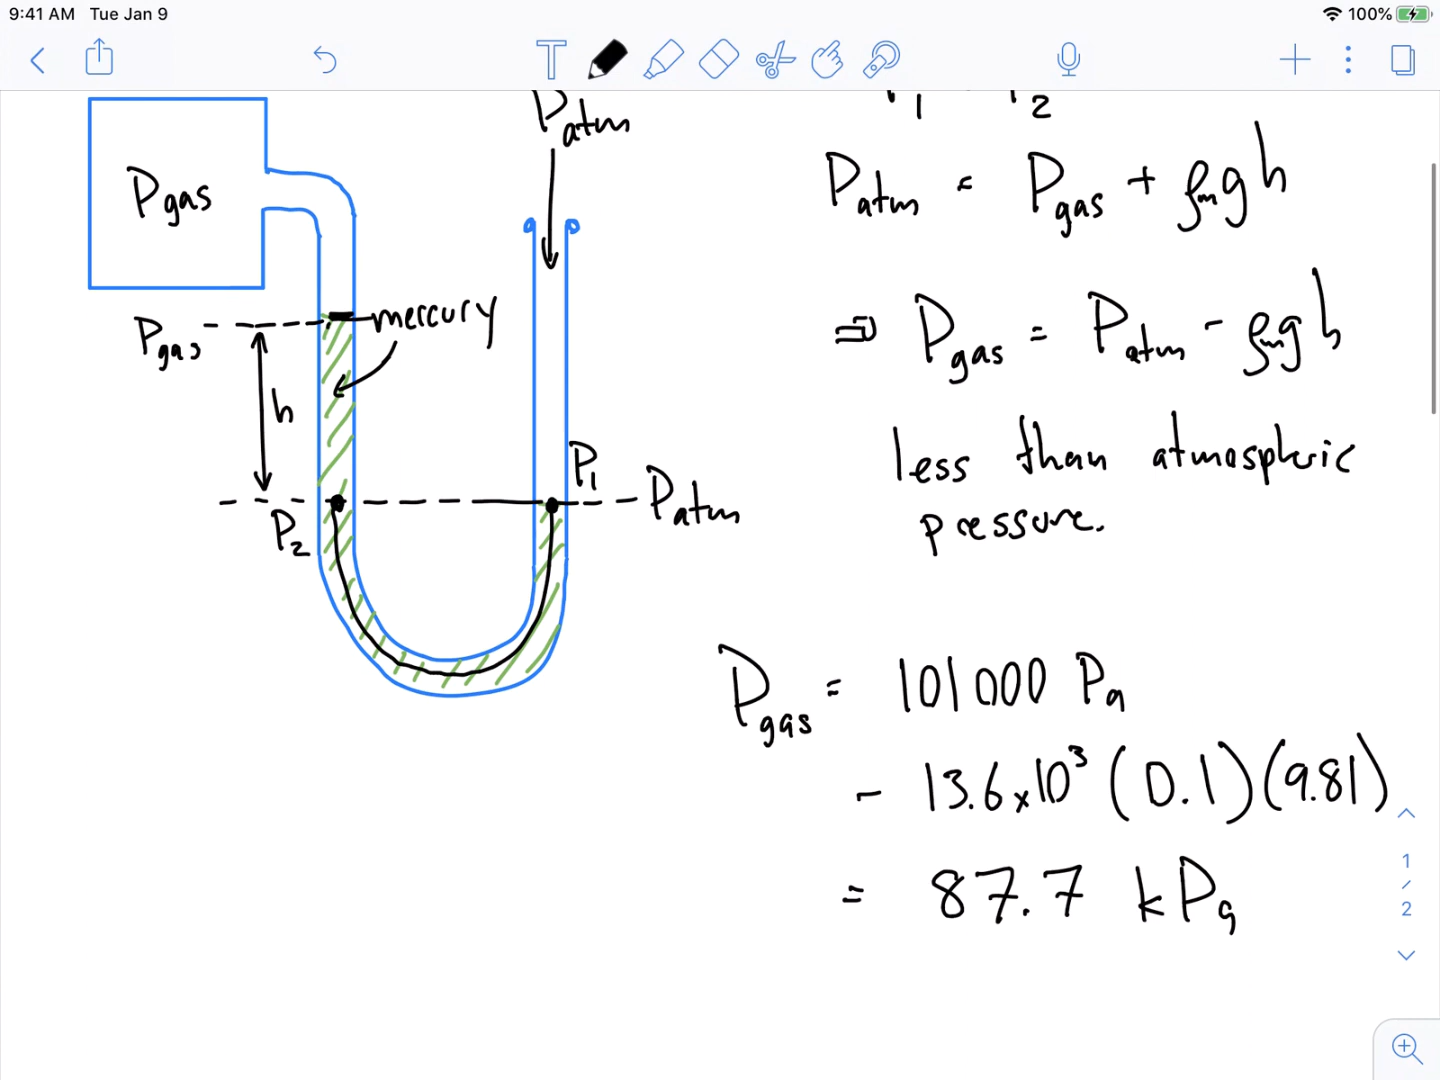 9:41 AM Tue Jan 9
100%
T
P₁ = P₂
Patm
Pgas
Patm = Pgas + ρₘgh
Pgas
mercury
⇒ Pgas = Patm - ρₘgh
h
less than atmospheric
pressure.
P₁
Patm
P₂
Pgas = 101000 Pa
- 13.6×10³ (0.1)(9.81)
= 87.7 kPa
1
/
2